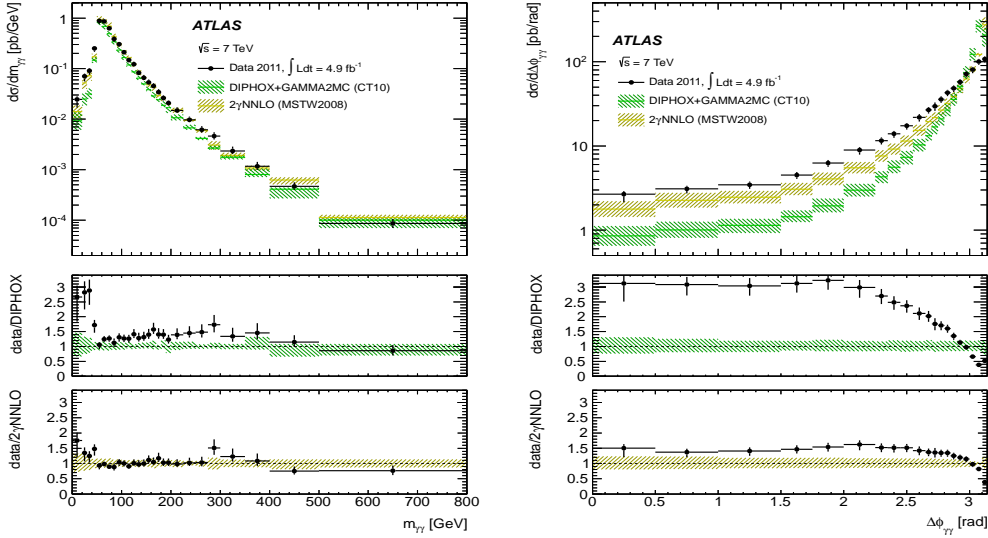 dσ/dm_γγ [pb/GeV]
1
10⁻¹
10⁻²
10⁻³
10⁻⁴
ATLAS
√s = 7 TeV
Data 2011, ∫ Ldt = 4.9 fb⁻¹
DIPHOX+GAMMA2MC (CT10)
2γNNLO (MSTW2008)
data/DIPHOX
3
2.5
2
1.5
1
0.5
0
data/2γNNLO
3
2.5
2
1.5
1
0.5
0
0 100 200 300 400 500 600 700 800
m_γγ [GeV]
dσ/dΔϕ_γγ [pb/rad]
10²
10
1
ATLAS
√s = 7 TeV
Data 2011, ∫ Ldt = 4.9 fb⁻¹
DIPHOX+GAMMA2MC (CT10)
2γNNLO (MSTW2008)
data/DIPHOX
3
2.5
2
1.5
1
0.5
0
data/2γNNLO
3
2.5
2
1.5
1
0.5
0
0 0.5 1 1.5 2 2.5 3
Δϕ_γγ [rad]